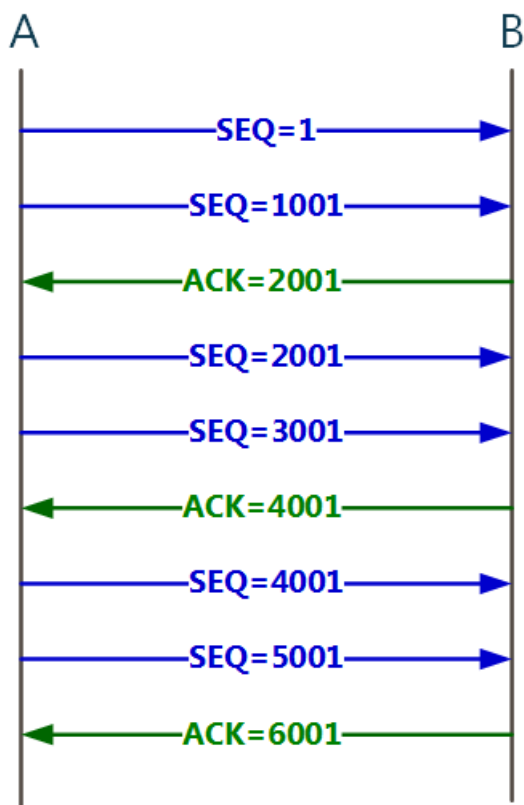 A B
SEQ=1
SEQ=1001
ACK=2001
SEQ=2001
SEQ=3001
ACK=4001
SEQ=4001
SEQ=5001
ACK=6001